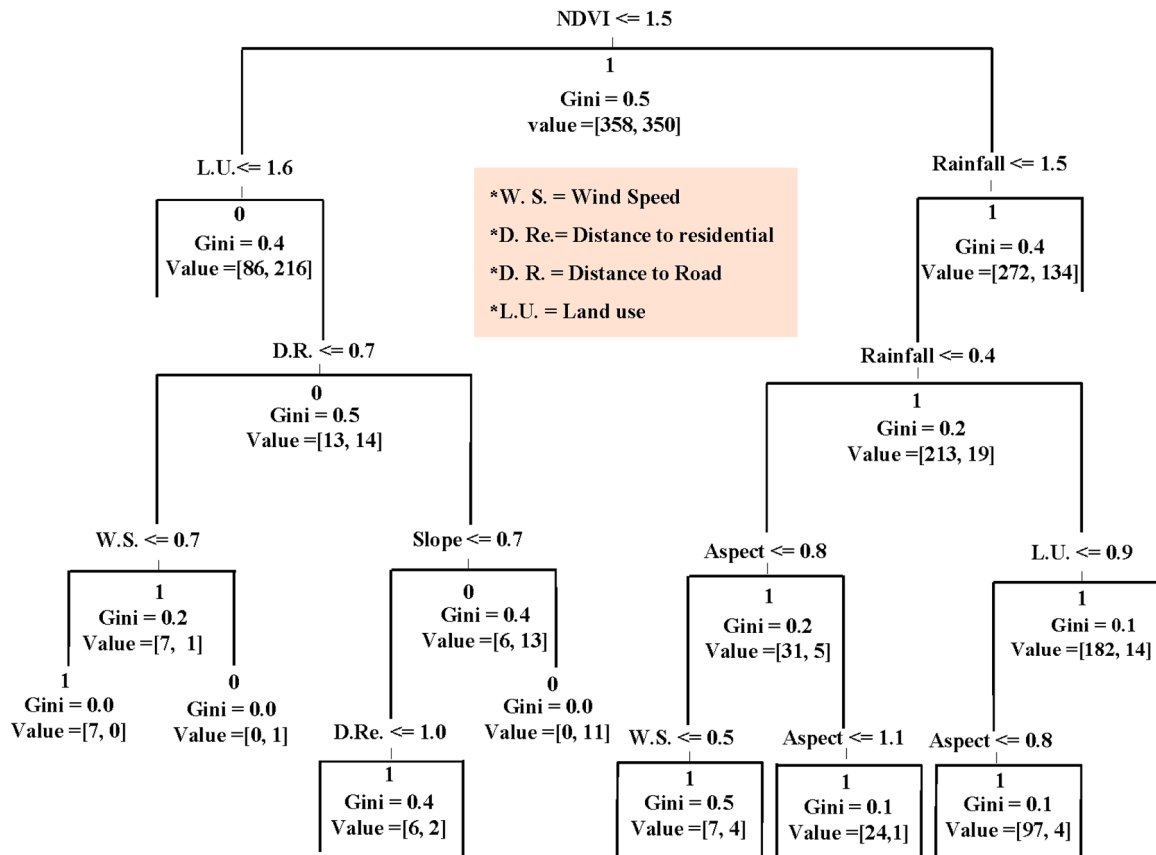 NDVI <= 1.5
1
Gini = 0.5
value =[358, 350]
L.U.<= 1.6
0
Gini = 0.4
Value =[86, 216]
Rainfall <= 1.5
1
Gini = 0.4
Value =[272, 134]
*W. S. = Wind Speed
*D. Re.= Distance to residential
*D. R. = Distance to Road
*L.U. = Land use
D.R. <= 0.7
0
Gini = 0.5
Value =[13, 14]
Rainfall <= 0.4
1
Gini = 0.2
Value =[213, 19]
W.S. <= 0.7
1
Gini = 0.2
Value =[7, 1]
Slope <= 0.7
0
Gini = 0.4
Value =[6, 13]
Aspect <= 0.8
1
Gini = 0.2
Value =[31, 5]
L.U. <= 0.9
1
Gini = 0.1
Value =[182, 14]
1
Gini = 0.0
Value =[7, 0]
0
Gini = 0.0
Value =[0, 1]
D.Re. <= 1.0
1
Gini = 0.4
Value =[6, 2]
0
Gini = 0.0
Value =[0, 11]
W.S. <= 0.5
1
Gini = 0.5
Value =[7, 4]
Aspect <= 1.1
1
Gini = 0.1
Value =[24,1]
Aspect <= 0.8
1
Gini = 0.1
Value =[97, 4]